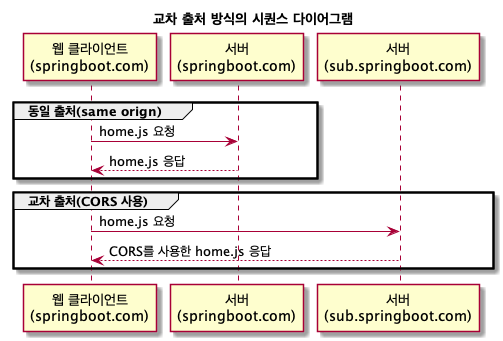 교차 출처 방식의 시퀀스 다이어그램
웹 클라이언트
(springboot.com)
서버
(springboot.com)
서버
(sub.springboot.com)
동일 출처(same orign)
home.js 요청
home.js 응답
교차 출처(CORS 사용)
home.js 요청
CORS를 사용한 home.js 응답
웹 클라이언트
(springboot.com)
서버
(springboot.com)
서버
(sub.springboot.com)